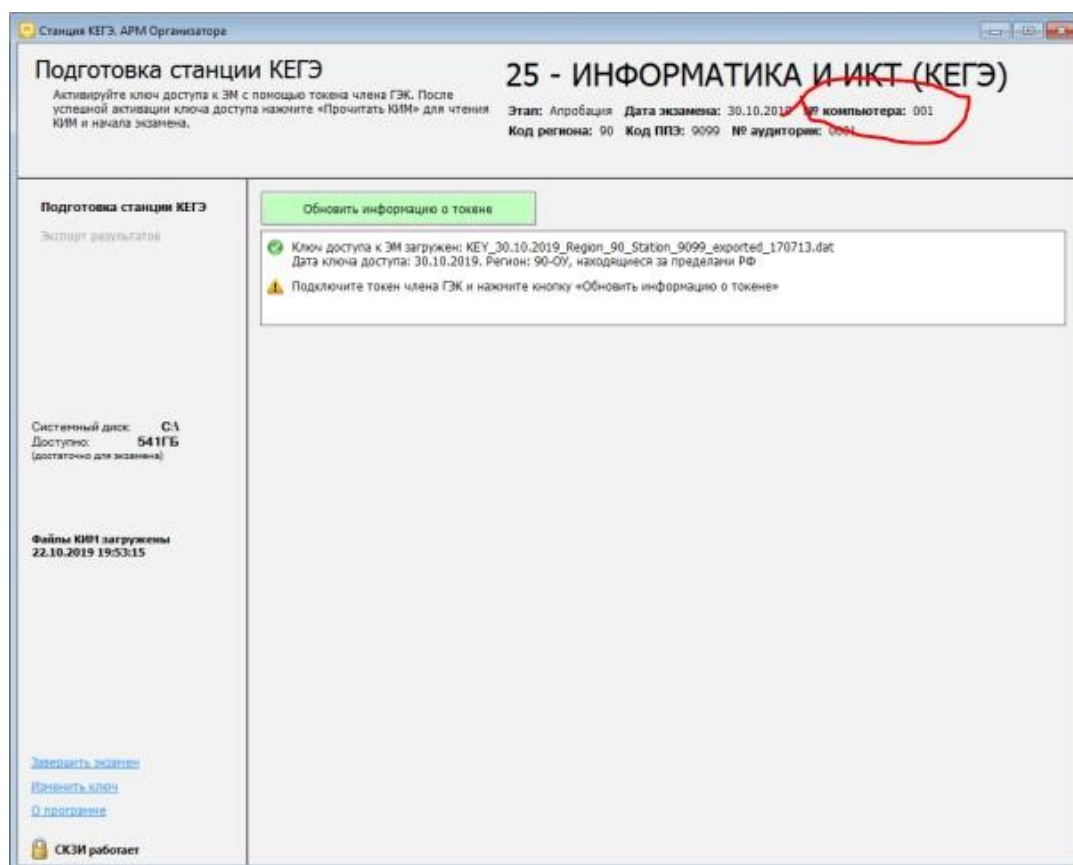 Станция КЕГЭ. АРМ Организатора
Подготовка станции КЕГЭ
Активируйте ключ доступа к ЭМ с помощью токена члена ГЭК. После
успешной активации ключа доступа нажмите «Прочитать КИМ» для чтения
КИМ и начала экзамена.
25 - ИНФОРМАТИКА И ИКТ (КЕГЭ)
Этап: Апробация Дата экзамена: 30.10.2019 № компьютера: 001
Код региона: 90 Код ППЭ: 9099 № аудитории: 0001
Подготовка станции КЕГЭ
Экспорт результатов
Обновить информацию о токене
Ключ доступа к ЭМ загружен: KEY_30.10.2019_Region_90_Station_9099_exported_170713.dat
Дата ключа доступа: 30.10.2019. Регион: 90-ОУ, находящиеся за пределами РФ
Подключите токен члена ГЭК и нажмите кнопку «Обновить информацию о токене»
Системный диск: C:\
Доступно: 541ГБ
(достаточно для экзамена)
Файлы КИМ загружены
22.10.2019 19:53:15
Завершить экзамен
Изменить ключ
О программе
СКЗИ работает